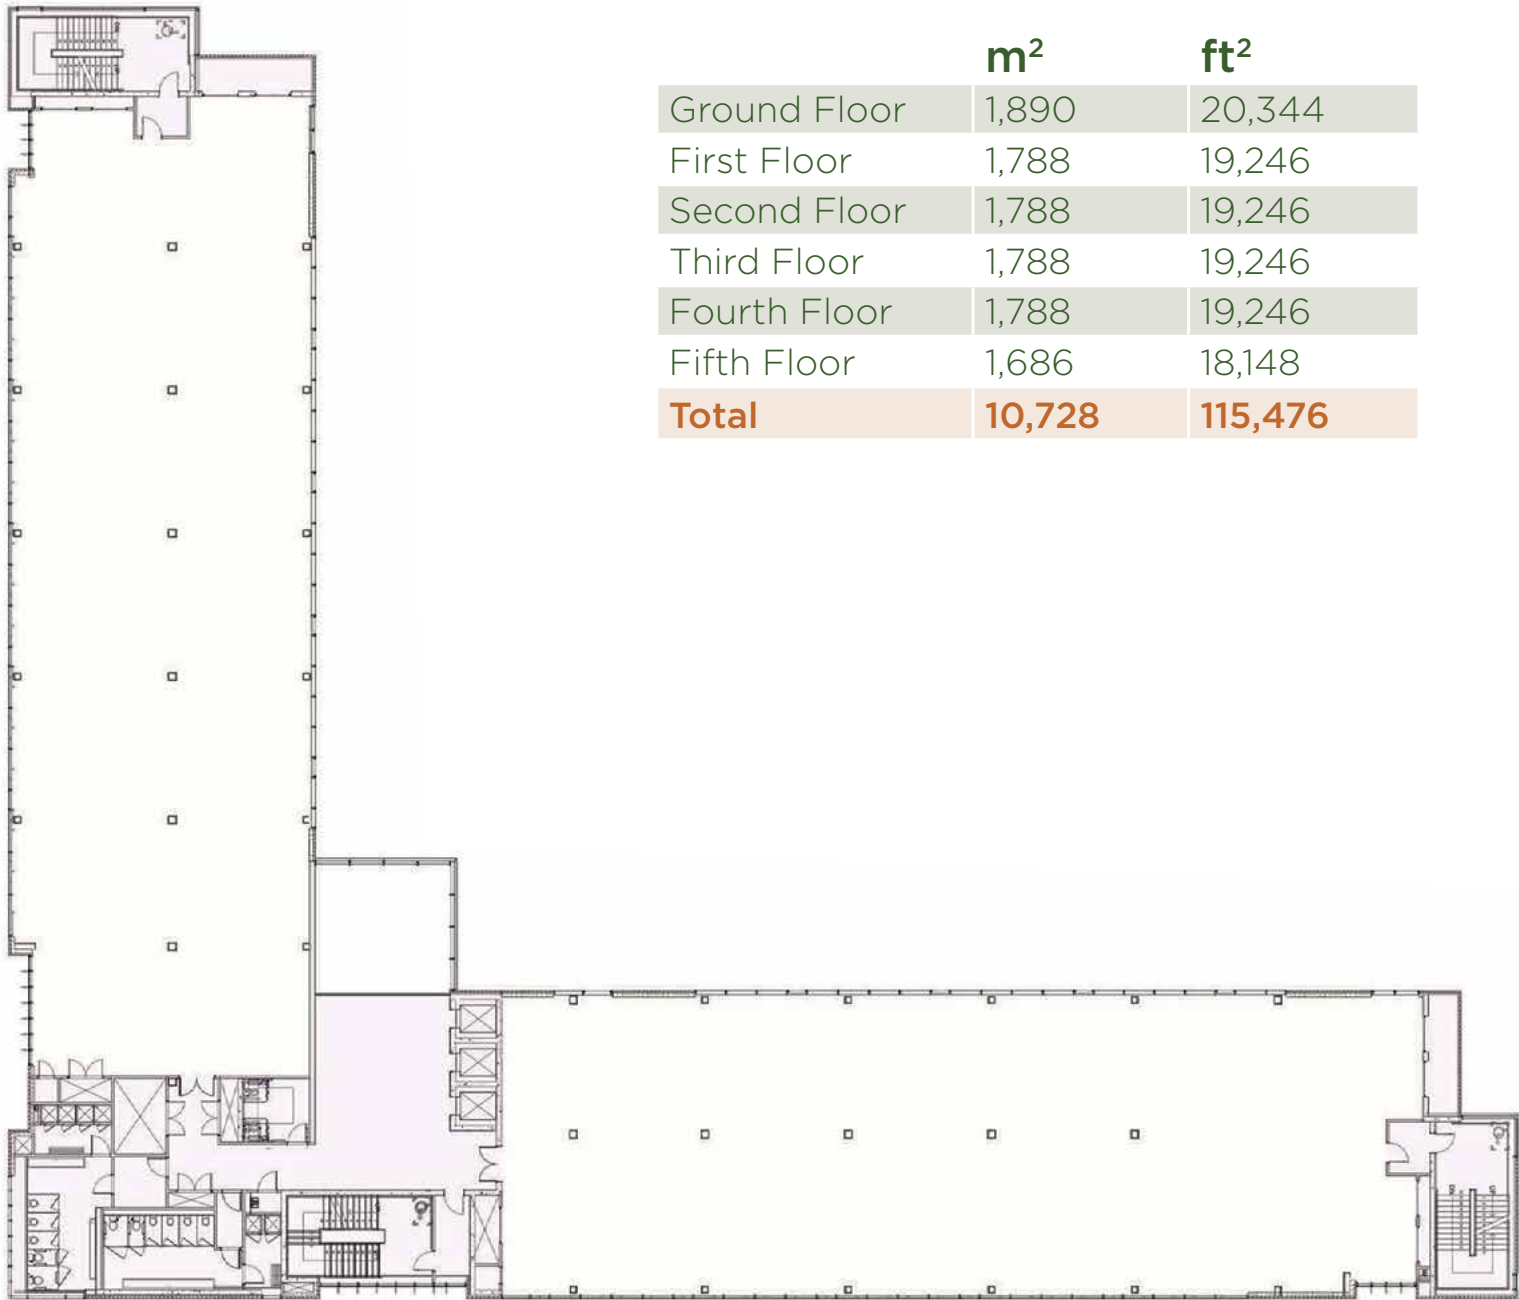 m² ft²
Ground Floor 1,890 20,344
First Floor 1,788 19,246
Second Floor 1,788 19,246
Third Floor 1,788 19,246
Fourth Floor 1,788 19,246
Fifth Floor 1,686 18,148
Total 10,728 115,476